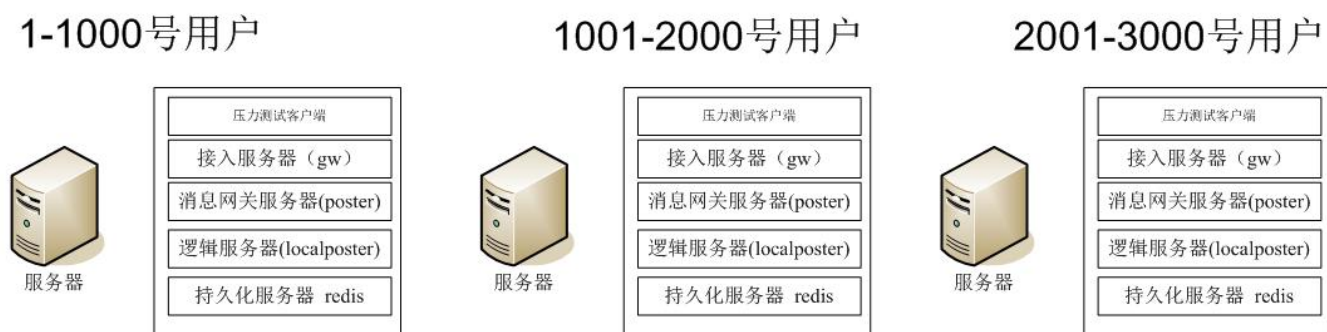 1-1000号用户
1001-2000号用户
2001-3000号用户
压力测试客户端
接入服务器（gw）
消息网关服务器(poster)
逻辑服务器(localposter)
持久化服务器 redis
服务器
压力测试客户端
接入服务器（gw）
消息网关服务器(poster)
逻辑服务器(localposter)
持久化服务器 redis
服务器
压力测试客户端
接入服务器（gw）
消息网关服务器(poster)
逻辑服务器(localposter)
持久化服务器 redis
服务器